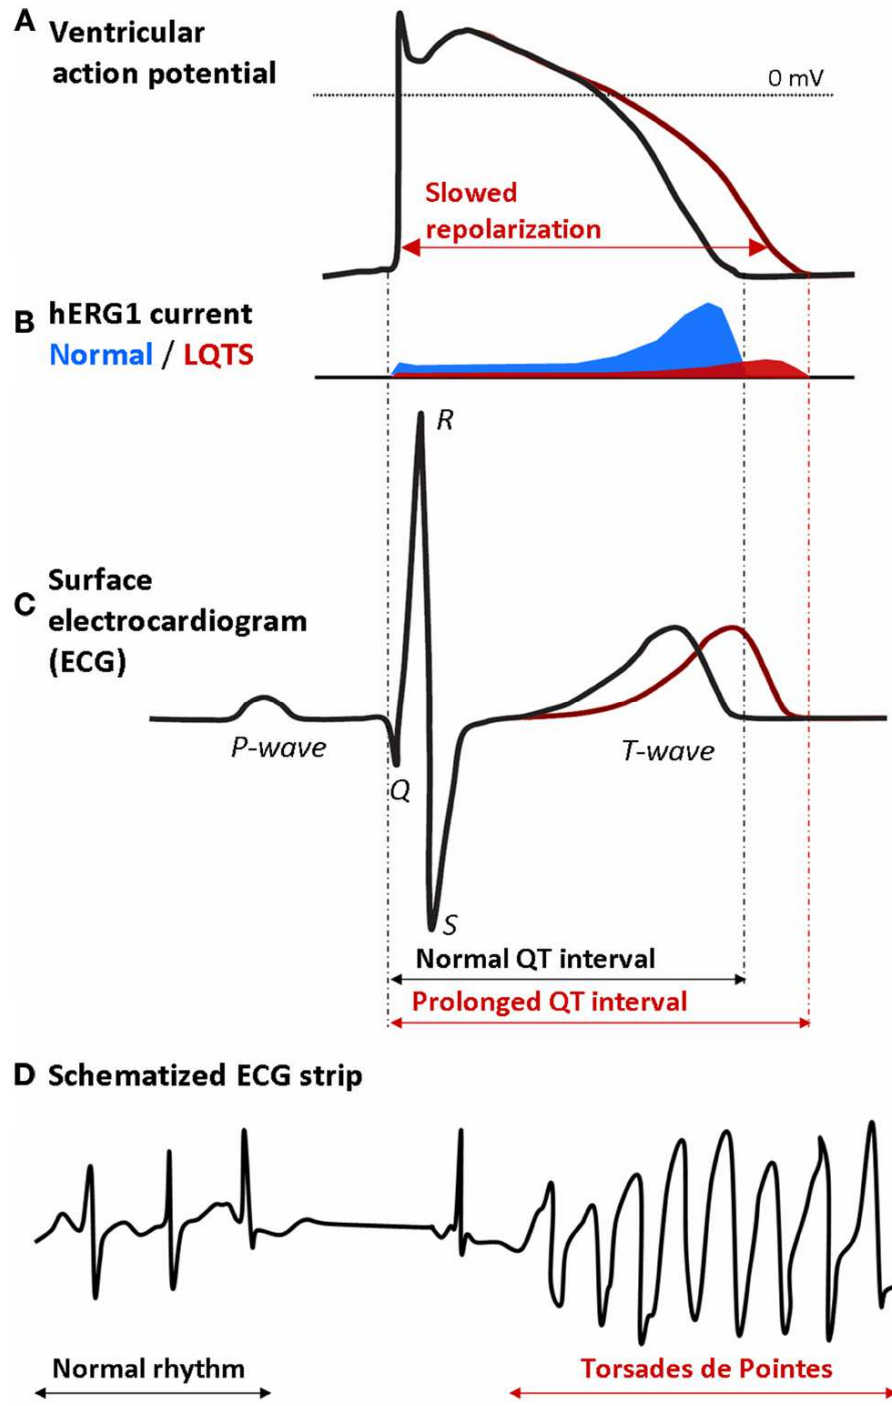 A Ventricular
action potential
0 mV
Slowed
repolarization
B hERG1 current
Normal / LQTS
R
C Surface
electrocardiogram
(ECG)
P-wave
T-wave
Q
S
Normal QT interval
Prolonged QT interval
D Schematized ECG strip
Normal rhythm
Torsades de Pointes